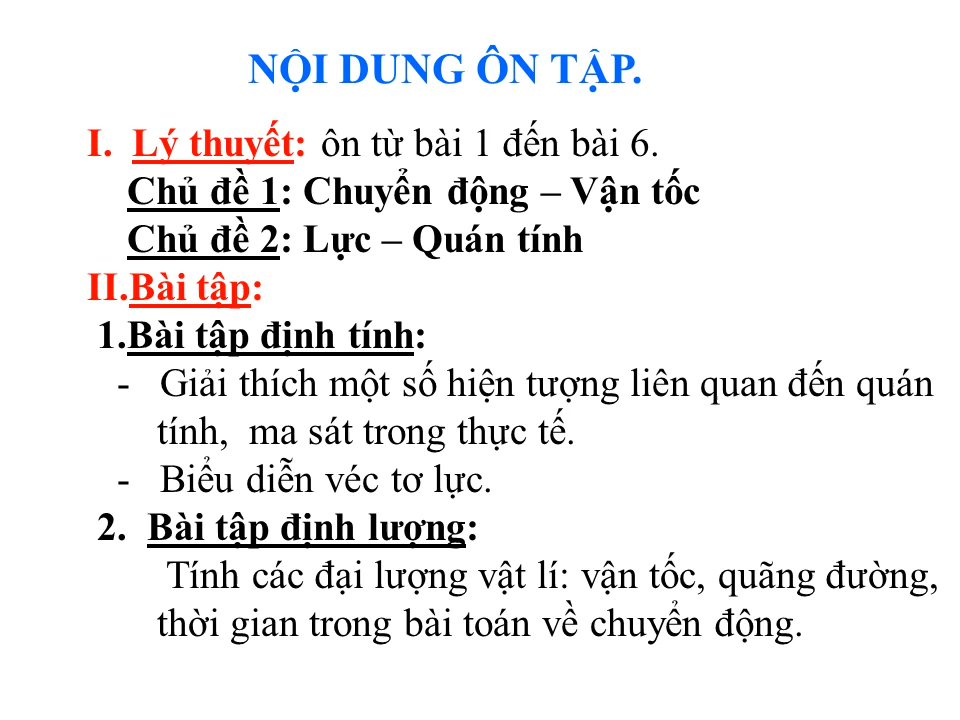 NỘI DUNG ÔN TẬP.
I. Lý thuyết: ôn từ bài 1 đến bài 6.
Chủ đề 1: Chuyển động – Vận tốc
Chủ đề 2: Lực – Quán tính
II.Bài tập:
1.Bài tập định tính:
- Giải thích một số hiện tượng liên quan đến quán
tính, ma sát trong thực tế.
- Biểu diễn véc tơ lực.
2. Bài tập định lượng:
Tính các đại lượng vật lí: vận tốc, quãng đường,
thời gian trong bài toán về chuyển động.